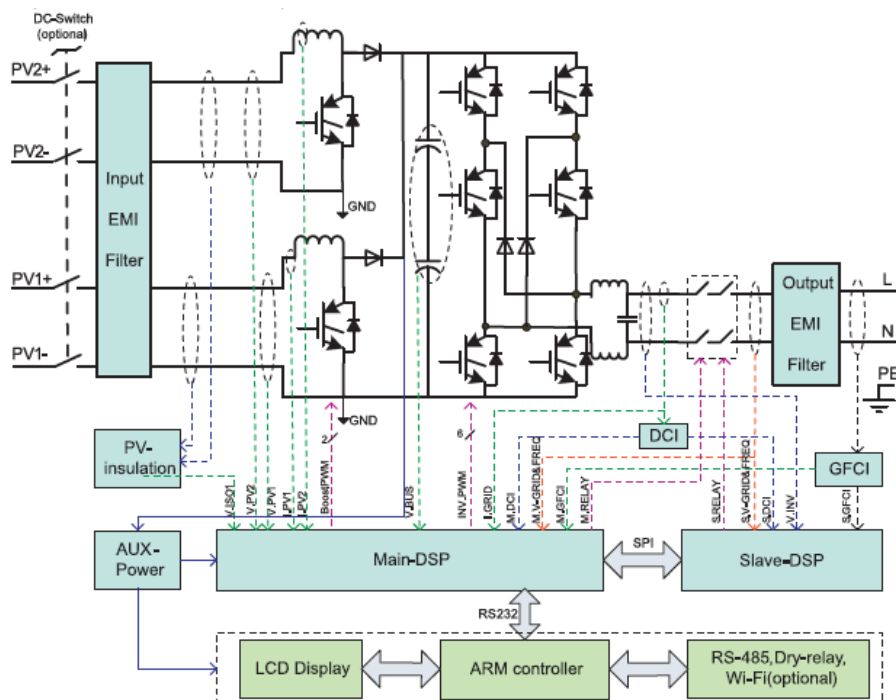 DC-Switch
(optional)
PV2+
PV2-
PV1+
PV1-
Input
EMI
Filter
GND
GND
Output
EMI
Filter
L
N
PE
PV-
insulation
AUX-
Power
2
6
DCI
GFCI
V.ISO1
V.PV2
V.PV1
I.PV1
I.PV2
BoostPWM
V.BUS
INV.PWM
I.GRID
M.DCI
M.V-GRID&FREQ
M.GFCI
M.RELAY
S.RELAY
S.V-GRID&FREQ
S.DCI
V.INV
S.GFCI
Main-DSP
SPI
Slave-DSP
RS232
LCD Display
ARM controller
RS-485,Dry-relay,
Wi-Fi(optional)